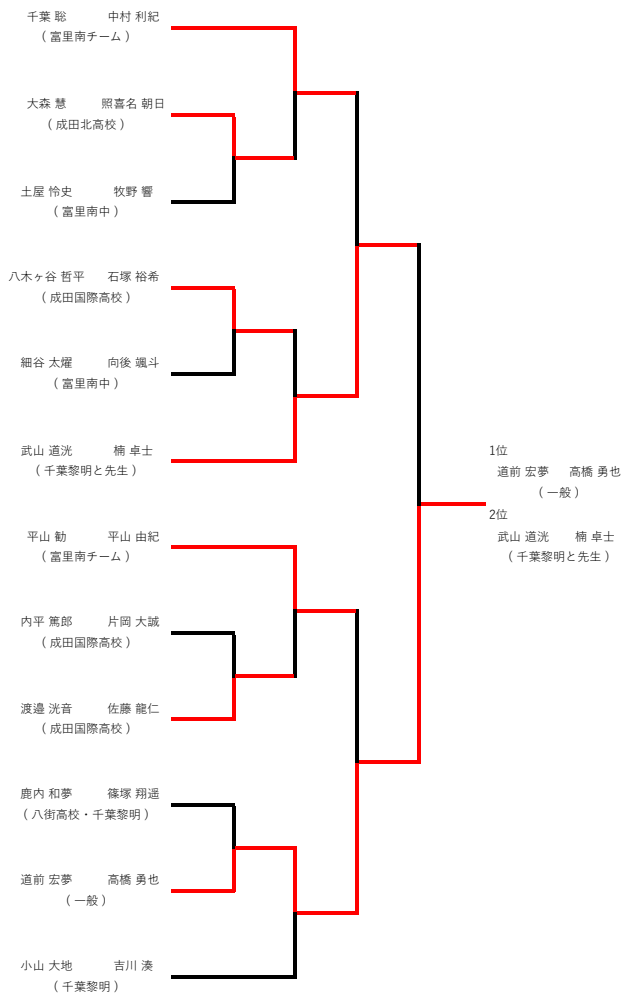 千葉 聡　中村 利紀
( 富里南チーム )
大森 慧　照喜名 朝日
( 成田北高校 )
土屋 怜史　牧野 響
( 富里南中 )
八木ヶ谷 哲平　石塚 裕希
( 成田国際高校 )
細谷 太燿　向後 颯斗
( 富里南中 )
武山 道洸　楠 卓士
( 千葉黎明と先生 )
1位
道前 宏夢　高橋 勇也
( 一般 )
2位
武山 道洸　楠 卓士
( 千葉黎明と先生 )
平山 勧　平山 由紀
( 富里南チーム )
内平 篤郎　片岡 大誠
( 成田国際高校 )
渡邉 洸音　佐藤 龍仁
( 成田国際高校 )
鹿内 和夢　篠塚 翔遥
( 八街高校・千葉黎明 )
道前 宏夢　高橋 勇也
( 一般 )
小山 大地　吉川 湊
( 千葉黎明 )